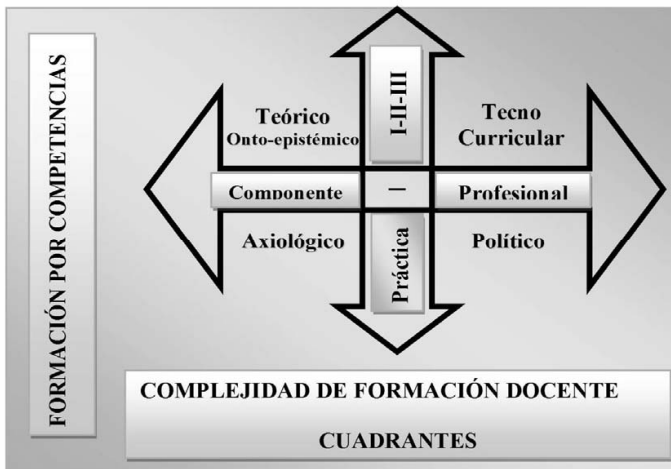 FORMACIÓN POR COMPETENCIAS
Teórico
Onto-epistémico
I-II-III
Tecno
Curricular
Componente
–
Profesional
Axiológico
Práctica
Político
COMPLEJIDAD DE FORMACIÓN DOCENTE
CUADRANTES